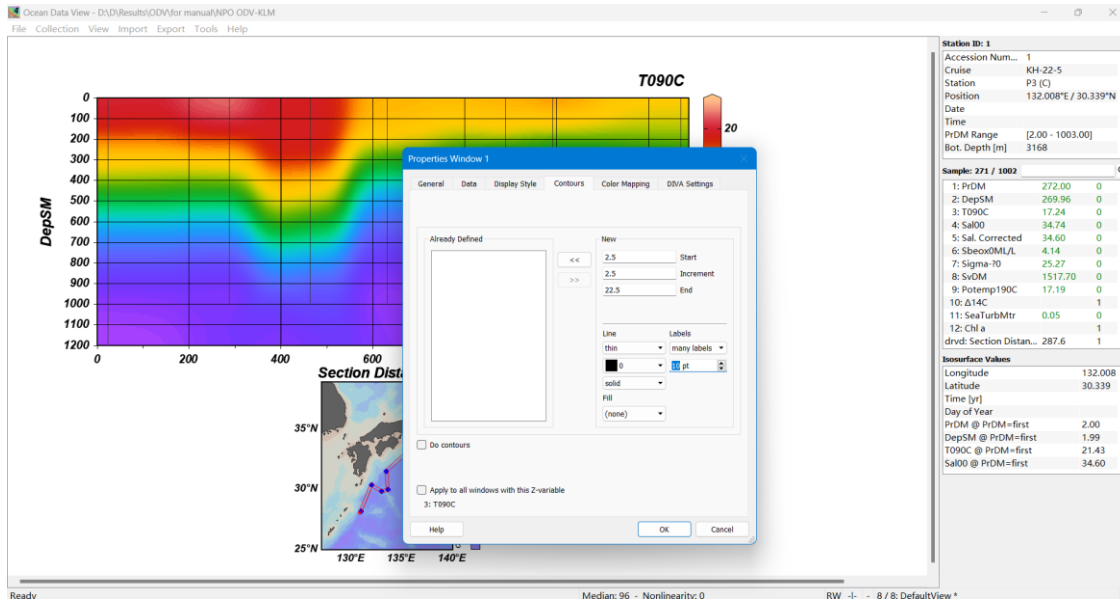 Ocean Data View - D:\D\Results\ODV\for manual\NPO ODV-KLM
File Collection View Import Export Tools Help
T090C
0
100
200
300
400
500
600
700
800
900
1000
1100
1200
DepSM
0 200 400 600
20
Section Dist
35°N
30°N
25°N
130°E 135°E 140°E
Properties Window 1
General Data Display Style Contours Color Mapping DIVA Settings
Already Defined
<<
>>
New
2.5 Start
2.5 Increment
22.5 End
Line Labels
thin many labels
0 10 pt
solid
Fill
(none)
Do contours
Apply to all windows with this Z-variable
3: T090C
Help OK Cancel
Station ID: 1
Accession Num... 1
Cruise KH-22-5
Station P3 (C)
Position 132.008°E / 30.339°N
Date
Time
PrDM Range [2.00 - 1003.00]
Bot. Depth [m] 3168
Sample: 271 / 1002
1: PrDM 272.00 0
2: DepSM 269.96 0
3: T090C 17.24 0
4: Sal00 34.74 0
5: Sal. Corrected 34.60 0
6: Sbeox0ML/L 4.14 0
7: Sigma-?0 25.27 0
8: SvDM 1517.70 0
9: Potemp190C 17.19 0
10: Δ14C 1
11: SeaTurbMtr 0.05 0
12: Chl a 1
drvd: Section Distan... 287.6 1
Isosurface Values
Longitude 132.008
Latitude 30.339
Time [yr]
Day of Year
PrDM @ PrDM=first 2.00
DepSM @ PrDM=first 1.99
T090C @ PrDM=first 21.43
Sal00 @ PrDM=first 34.60
Ready Median: 96 - Nonlinearity: 0 RW -|- - 8 / 8: DefaultView *